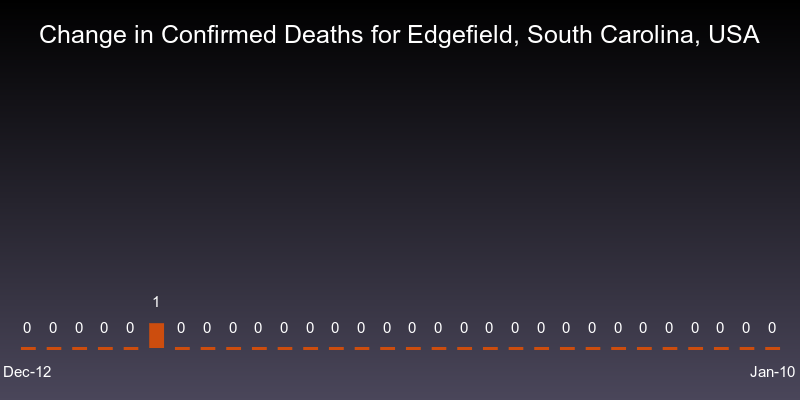 Change in Confirmed Deaths for Edgefield, South Carolina, USA
1
0 0 0 0 0 0 0 0 0 0 0 0 0 0 0 0 0 0 0 0 0 0 0 0 0 0 0 0 0
Dec-12 Jan-10